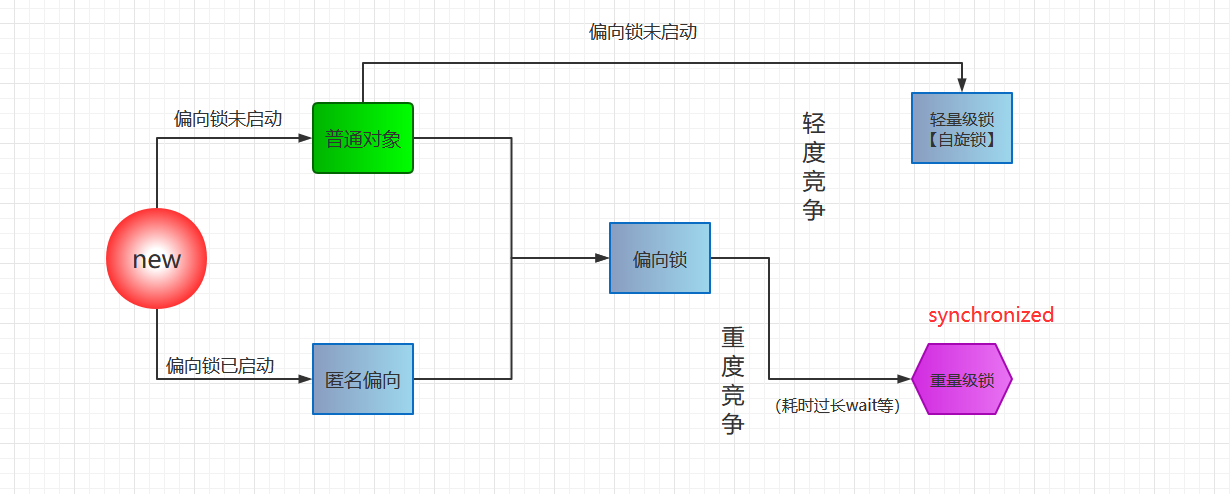 偏向锁未启动
偏向锁未启动
普通对象
轻量级锁
【自旋锁】
轻度竞争
new
偏向锁
synchronized
重度竞争
偏向锁已启动
匿名偏向
重量级锁
（耗时过长wait等）